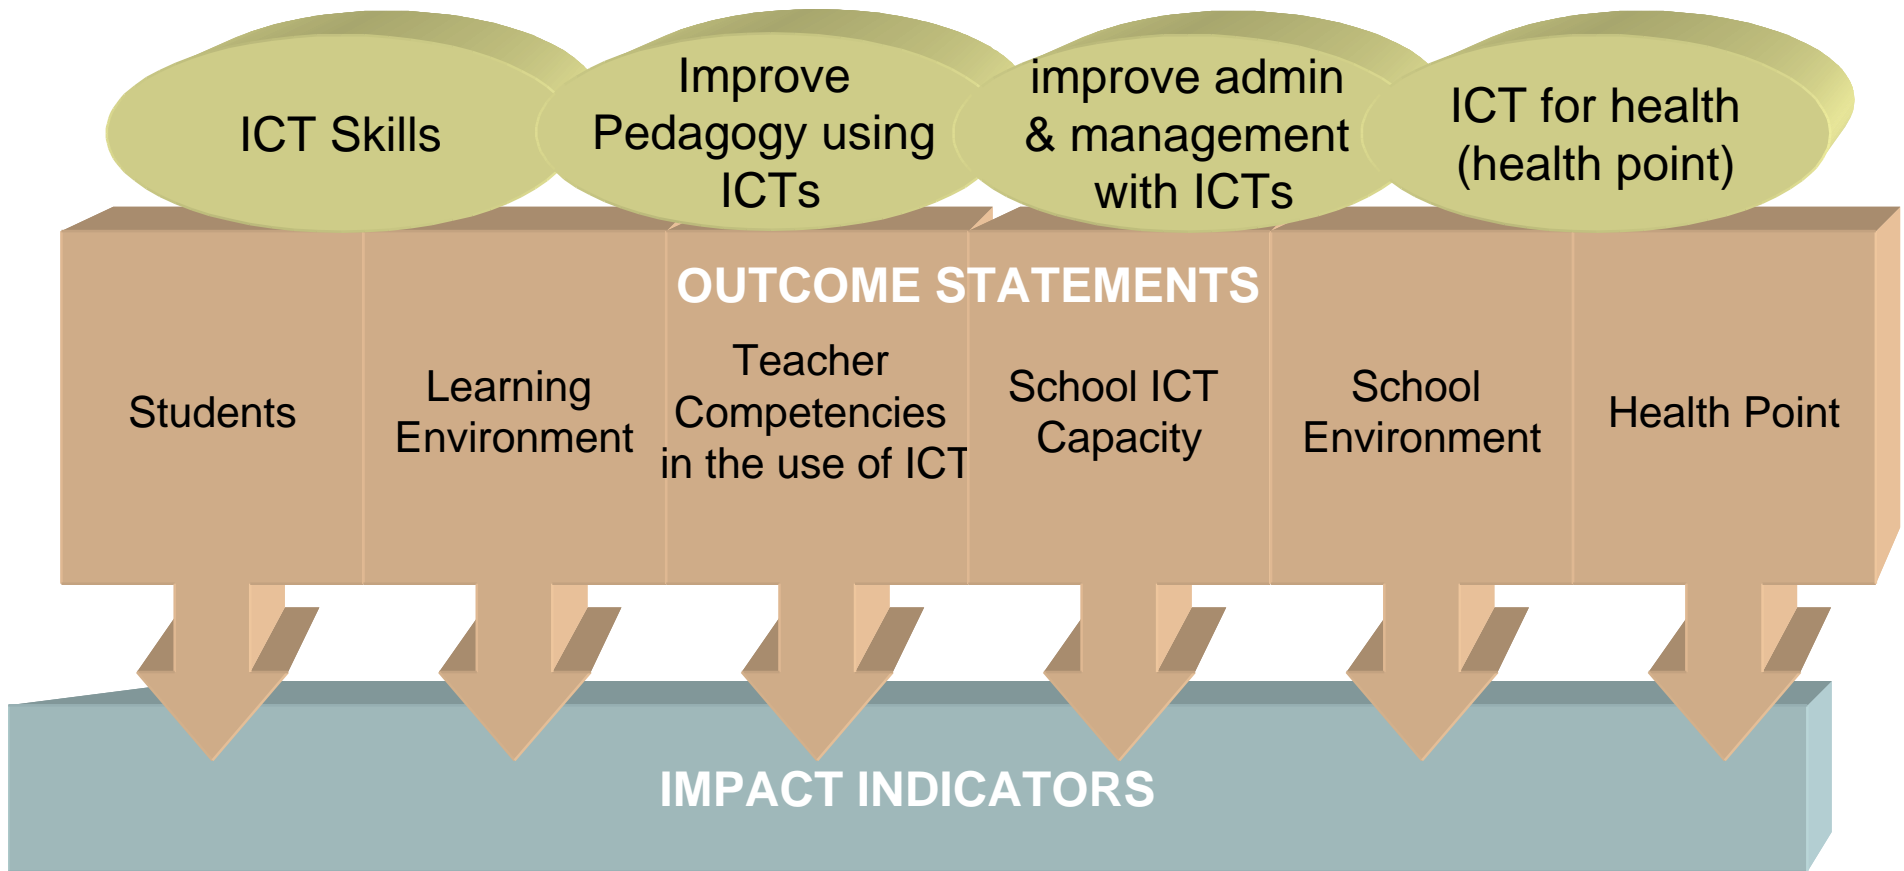 ICT Skills
Improve
Pedagogy using
ICTs
improve admin
& management
with ICTs
ICT for health
(health point)
OUTCOME STATEMENTS
Students
Learning
Environment
Teacher
Competencies
in the use of ICT
School ICT
Capacity
School
Environment
Health Point
IMPACT INDICATORS